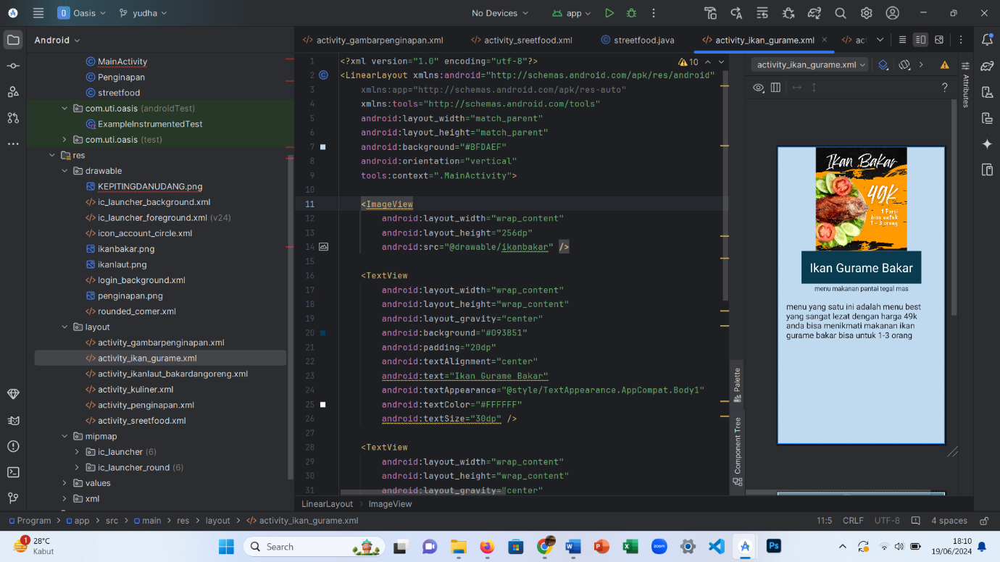 Oasis
yudha
No Devices
app
Android
activity_gambarpenginapan.xml
activity_sreetfood.xml
streetfood.java
activity_ikan_gurame.xml
ac
MainActivity
Penginapan
streetfood
com.uti.oasis (androidTest)
ExampleInstrumentedTest
com.uti.oasis (test)
res
drawable
KEPITINGDANUDANG.png
ic_launcher_background.xml
ic_launcher_foreground.xml (v24)
icon_account_circle.xml
ikanbakar.png
ikanlaut.png
login_background.xml
penginapan.png
rounded_comer.xml
layout
activity_gambarpenginapan.xml
activity_ikan_gurame.xml
activity_ikanlaut_bakardangoreng.xml
activity_kuliner.xml
activity_penginapan.xml
activity_sreetfood.xml
mipmap
ic_launcher (6)
ic_launcher_round (6)
values
xml
10
1 <?xml version="1.0" encoding="utf-8"?>
2 <LinearLayout xmlns:android="http://schemas.android.com/apk/res/android"
3 xmlns:app="http://schemas.android.com/apk/res-auto"
4 xmlns:tools="http://schemas.android.com/tools"
5 android:layout_width="match_parent"
6 android:layout_height="match_parent"
7 android:background="#BFDAEF"
8 android:orientation="vertical"
9 tools:context=".MainActivity">
10
11 <ImageView
12 android:layout_width="wrap_content"
13 android:layout_height="256dp"
14 android:src="@drawable/ikanbakar" />
15
16 <TextView
17 android:layout_width="wrap_content"
18 android:layout_height="wrap_content"
19 android:layout_gravity="center"
20 android:background="#093B51"
21 android:padding="20dp"
22 android:textAlignment="center"
23 android:text="Ikan Gurame Bakar"
24 android:textAppearance="@style/TextAppearance.AppCompat.Body1"
25 android:textColor="#FFFFFF"
26 android:textSize="30dp" />
27
28 <TextView
29 android:layout_width="wrap_content"
30 android:layout_height="wrap_content"
31 android:layout_gravity="center"
LinearLayout > ImageView
activity_ikan_gurame.xml
?
Attributes
Palette
Component Tree
Ikan Bakar
49k
1 Porsi
bisa untuk
1 - 3 orang
Ikan Gurame Bakar
menu makanan pantai tegal mas
menu yang satu ini adalah menu best
yang sangat lezat dengan harga 49k
anda bisa menikmati makanan ikan
gurame bakar bisa untuk 1-3 orang
Program > app > src > main > res > layout > activity_ikan_gurame.xml
11:5 CRLF UTF-8 4 spaces
1
28°C
Kabut
Search
zoom
Ps
18:10
19/06/2024